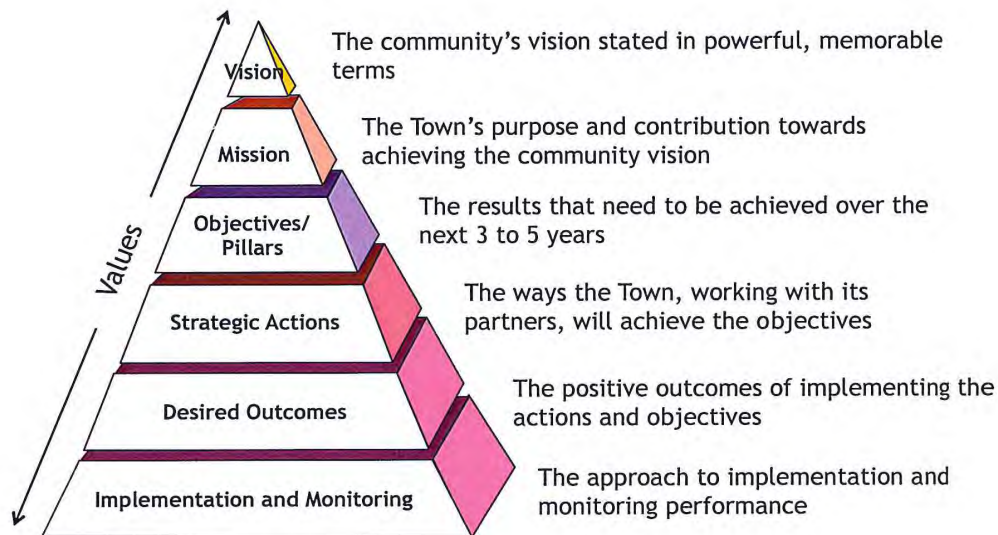 Vision
The community's vision stated in powerful, memorable
terms
Mission
The Town's purpose and contribution towards
achieving the community vision
Objectives/
Pillars
The results that need to be achieved over the
next 3 to 5 years
Values
Strategic Actions
The ways the Town, working with its
partners, will achieve the objectives
Desired Outcomes
The positive outcomes of implementing the
actions and objectives
Implementation and Monitoring
The approach to implementation and
monitoring performance